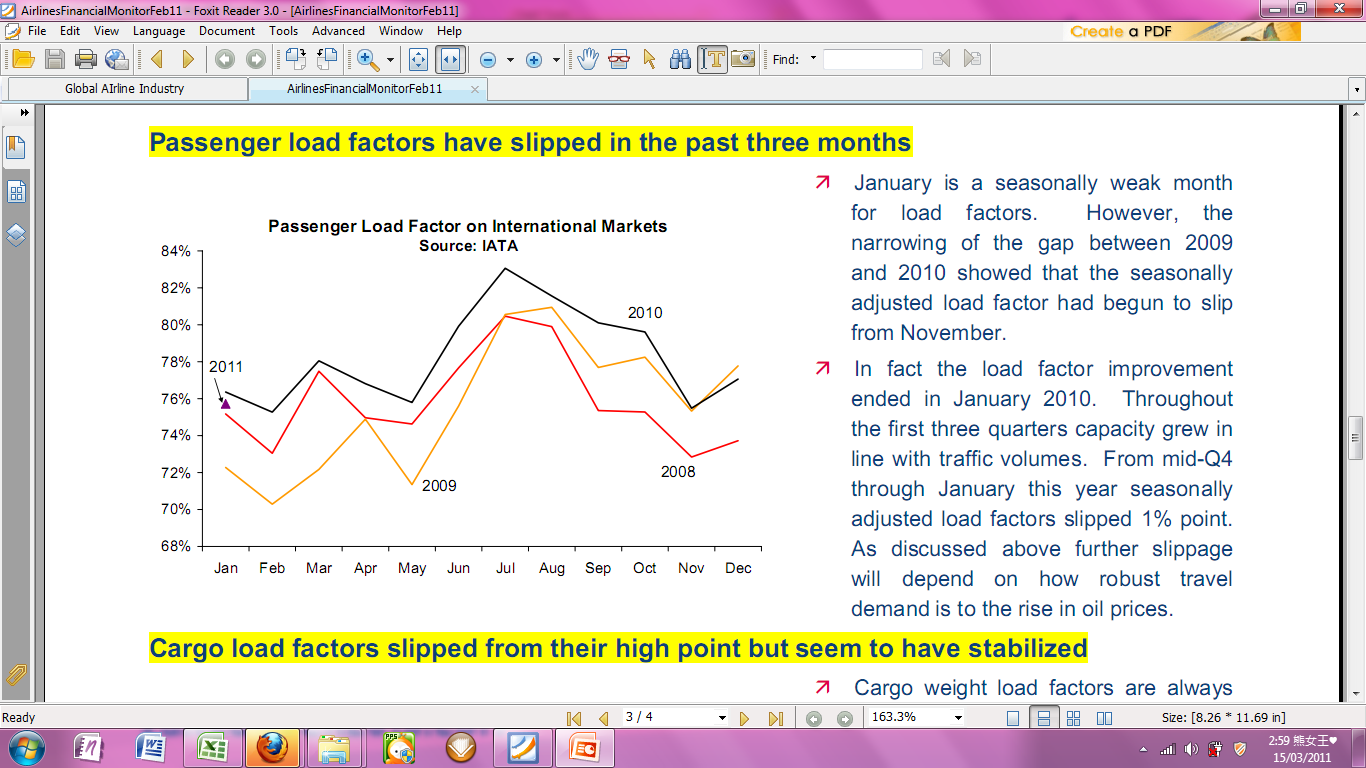 AirlinesFinancialMonitorFeb11 - Foxit Reader 3.0 - [AirlinesFinancialMonitorFeb11]
File Edit View Language Document Tools Advanced Window Help
Create a PDF
Find:
Global AIrline Industry
AirlinesFinancialMonitorFeb11
Passenger load factors have slipped in the past three months
Passenger Load Factor on International Markets
Source: IATA
84%
82%
80%
78%
76%
74%
72%
70%
68%
2011
2010
2009
2008
Jan Feb Mar Apr May Jun Jul Aug Sep Oct Nov Dec
January is a seasonally weak month
for load factors. However, the
narrowing of the gap between 2009
and 2010 showed that the seasonally
adjusted load factor had begun to slip
from November.
In fact the load factor improvement
ended in January 2010. Throughout
the first three quarters capacity grew in
line with traffic volumes. From mid-Q4
through January this year seasonally
adjusted load factors slipped 1% point.
As discussed above further slippage
will depend on how robust travel
demand is to the rise in oil prices.
Cargo load factors slipped from their high point but seem to have stabilized
Cargo weight load factors are always
Ready
3 / 4
163.3%
Size: [8.26 * 11.69 in]
PPS
2:59 熊女王♥
15/03/2011